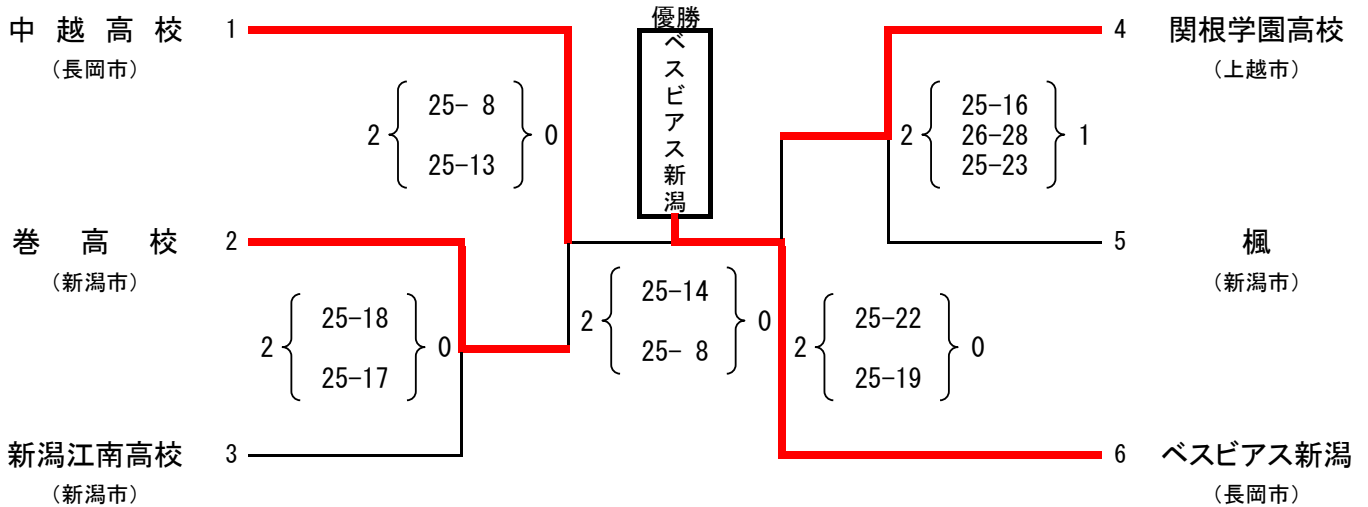 優勝
ベスビアス新潟
中越高校 1
（長岡市）
2 { 25- 8 } 0
25-13
巻高校 2
（新潟市）
2 { 25-18 } 0
25-17
新潟江南高校 3
（新潟市）
2 { 25-14 } 0
25- 8
4 関根学園高校
（上越市）
2 { 25-16 } 1
26-28
25-23
5 楓
（新潟市）
2 { 25-22 } 0
25-19
6 ベスビアス新潟
（長岡市）